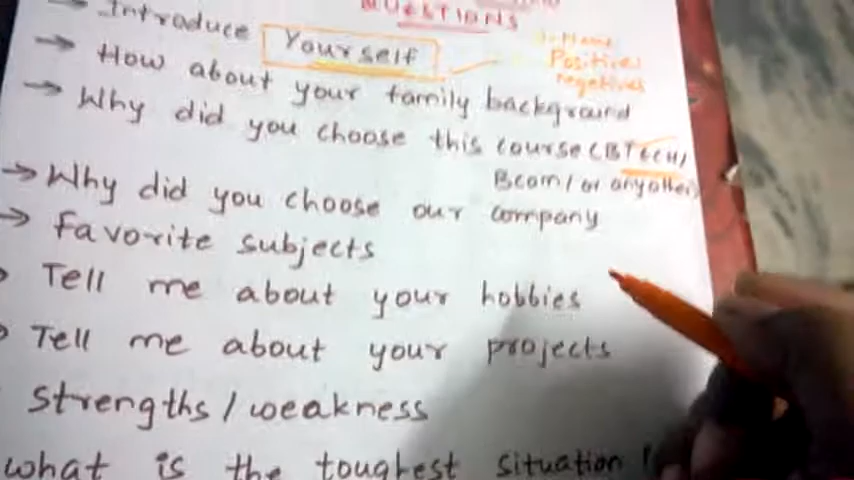 QUESTIONS
→ Introduce Yourself
Name
Positives
negatives
→ How about your family background
→ Why did you choose this course (BTECH/
Bcom/ or anyother
→ Why did you choose our company
→ Favorite subjects
Tell me about your hobbies
Tell me about your projects
Strengths/weakness
what is the toughest situation